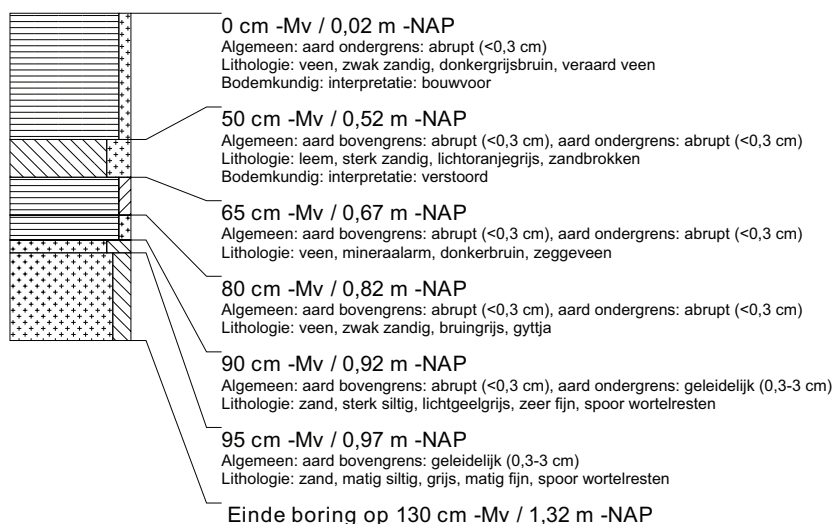 0 cm -Mv / 0,02 m -NAP
Algemeen: aard ondergrens: abrupt (<0,3 cm)
Lithologie: veen, zwak zandig, donkergrijsbruin, veraard veen
Bodemkundig: interpretatie: bouwvoor
50 cm -Mv / 0,52 m -NAP
Algemeen: aard bovengrens: abrupt (<0,3 cm), aard ondergrens: abrupt (<0,3 cm)
Lithologie: leem, sterk zandig, lichtoranjegrijs, zandbrokken
Bodemkundig: interpretatie: verstoord
65 cm -Mv / 0,67 m -NAP
Algemeen: aard bovengrens: abrupt (<0,3 cm), aard ondergrens: abrupt (<0,3 cm)
Lithologie: veen, mineraalarm, donkerbruin, zeggeveen
80 cm -Mv / 0,82 m -NAP
Algemeen: aard bovengrens: abrupt (<0,3 cm), aard ondergrens: abrupt (<0,3 cm)
Lithologie: veen, zwak zandig, bruingrijs, gyttja
90 cm -Mv / 0,92 m -NAP
Algemeen: aard bovengrens: abrupt (<0,3 cm), aard ondergrens: geleidelijk (0,3-3 cm)
Lithologie: zand, sterk siltig, lichtgeelgrijs, zeer fijn, spoor wortelresten
95 cm -Mv / 0,97 m -NAP
Algemeen: aard bovengrens: geleidelijk (0,3-3 cm)
Lithologie: zand, matig siltig, grijs, matig fijn, spoor wortelresten
Einde boring op 130 cm -Mv / 1,32 m -NAP